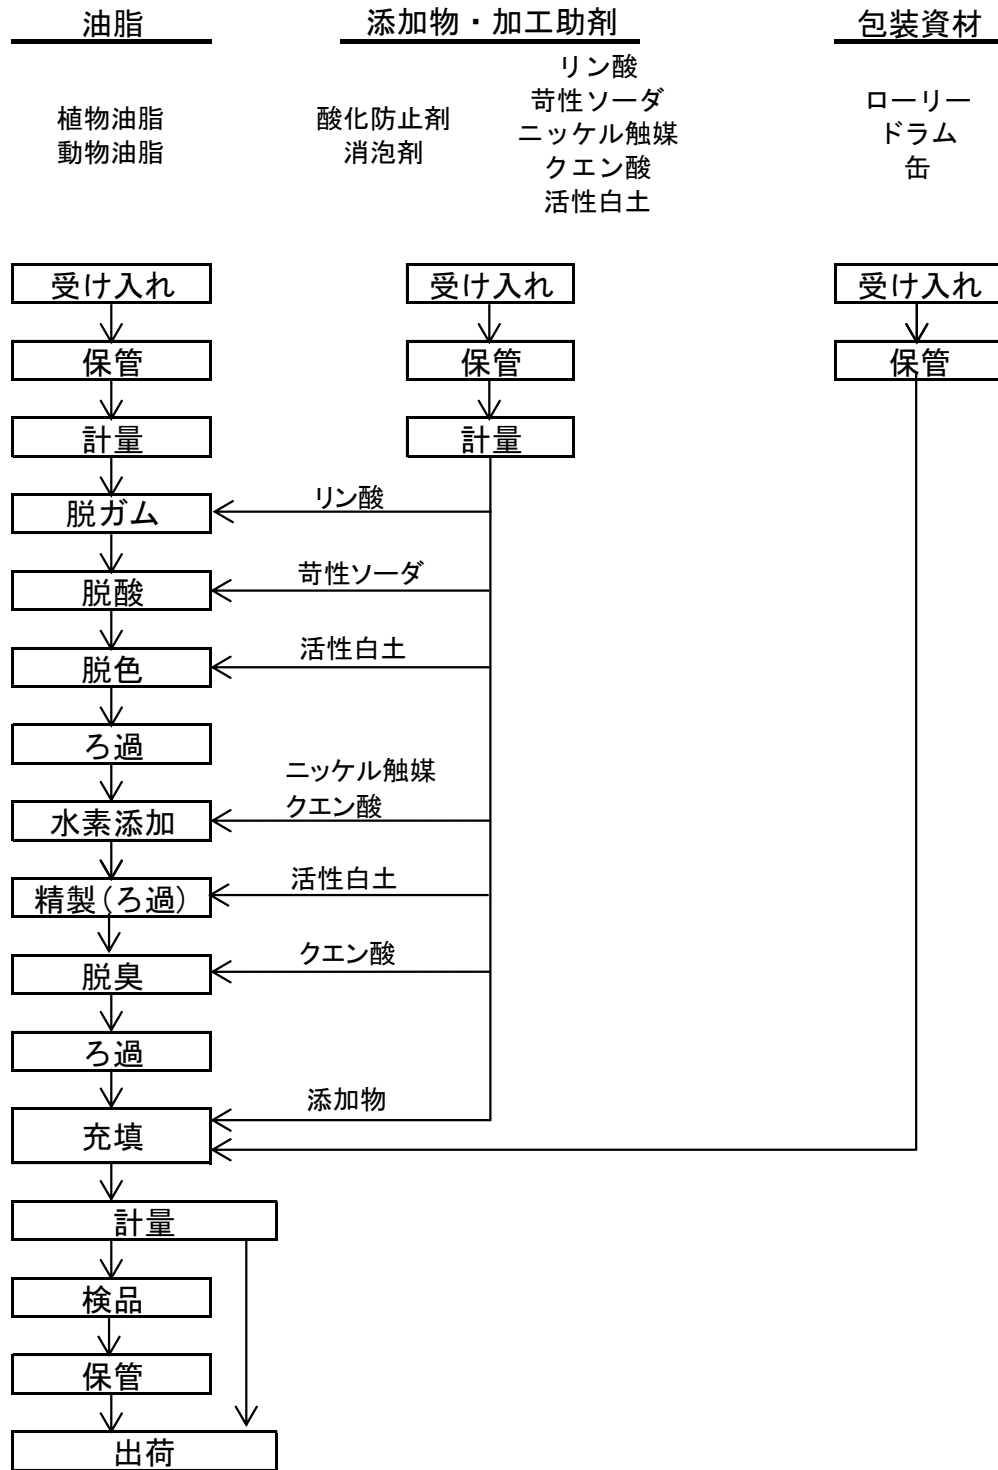 油脂
添加物・加工助剤
包装資材
植物油脂
動物油脂
酸化防止剤
消泡剤
リン酸
苛性ソーダ
ニッケル触媒
クエン酸
活性白土
ローリー
ドラム
缶
受け入れ
受け入れ
受け入れ
保管
保管
保管
計量
計量
脱ガム
リン酸
脱酸
苛性ソーダ
脱色
活性白土
ろ過
水素添加
ニッケル触媒
クエン酸
精製(ろ過)
活性白土
脱臭
クエン酸
ろ過
充填
添加物
計量
検品
保管
出荷